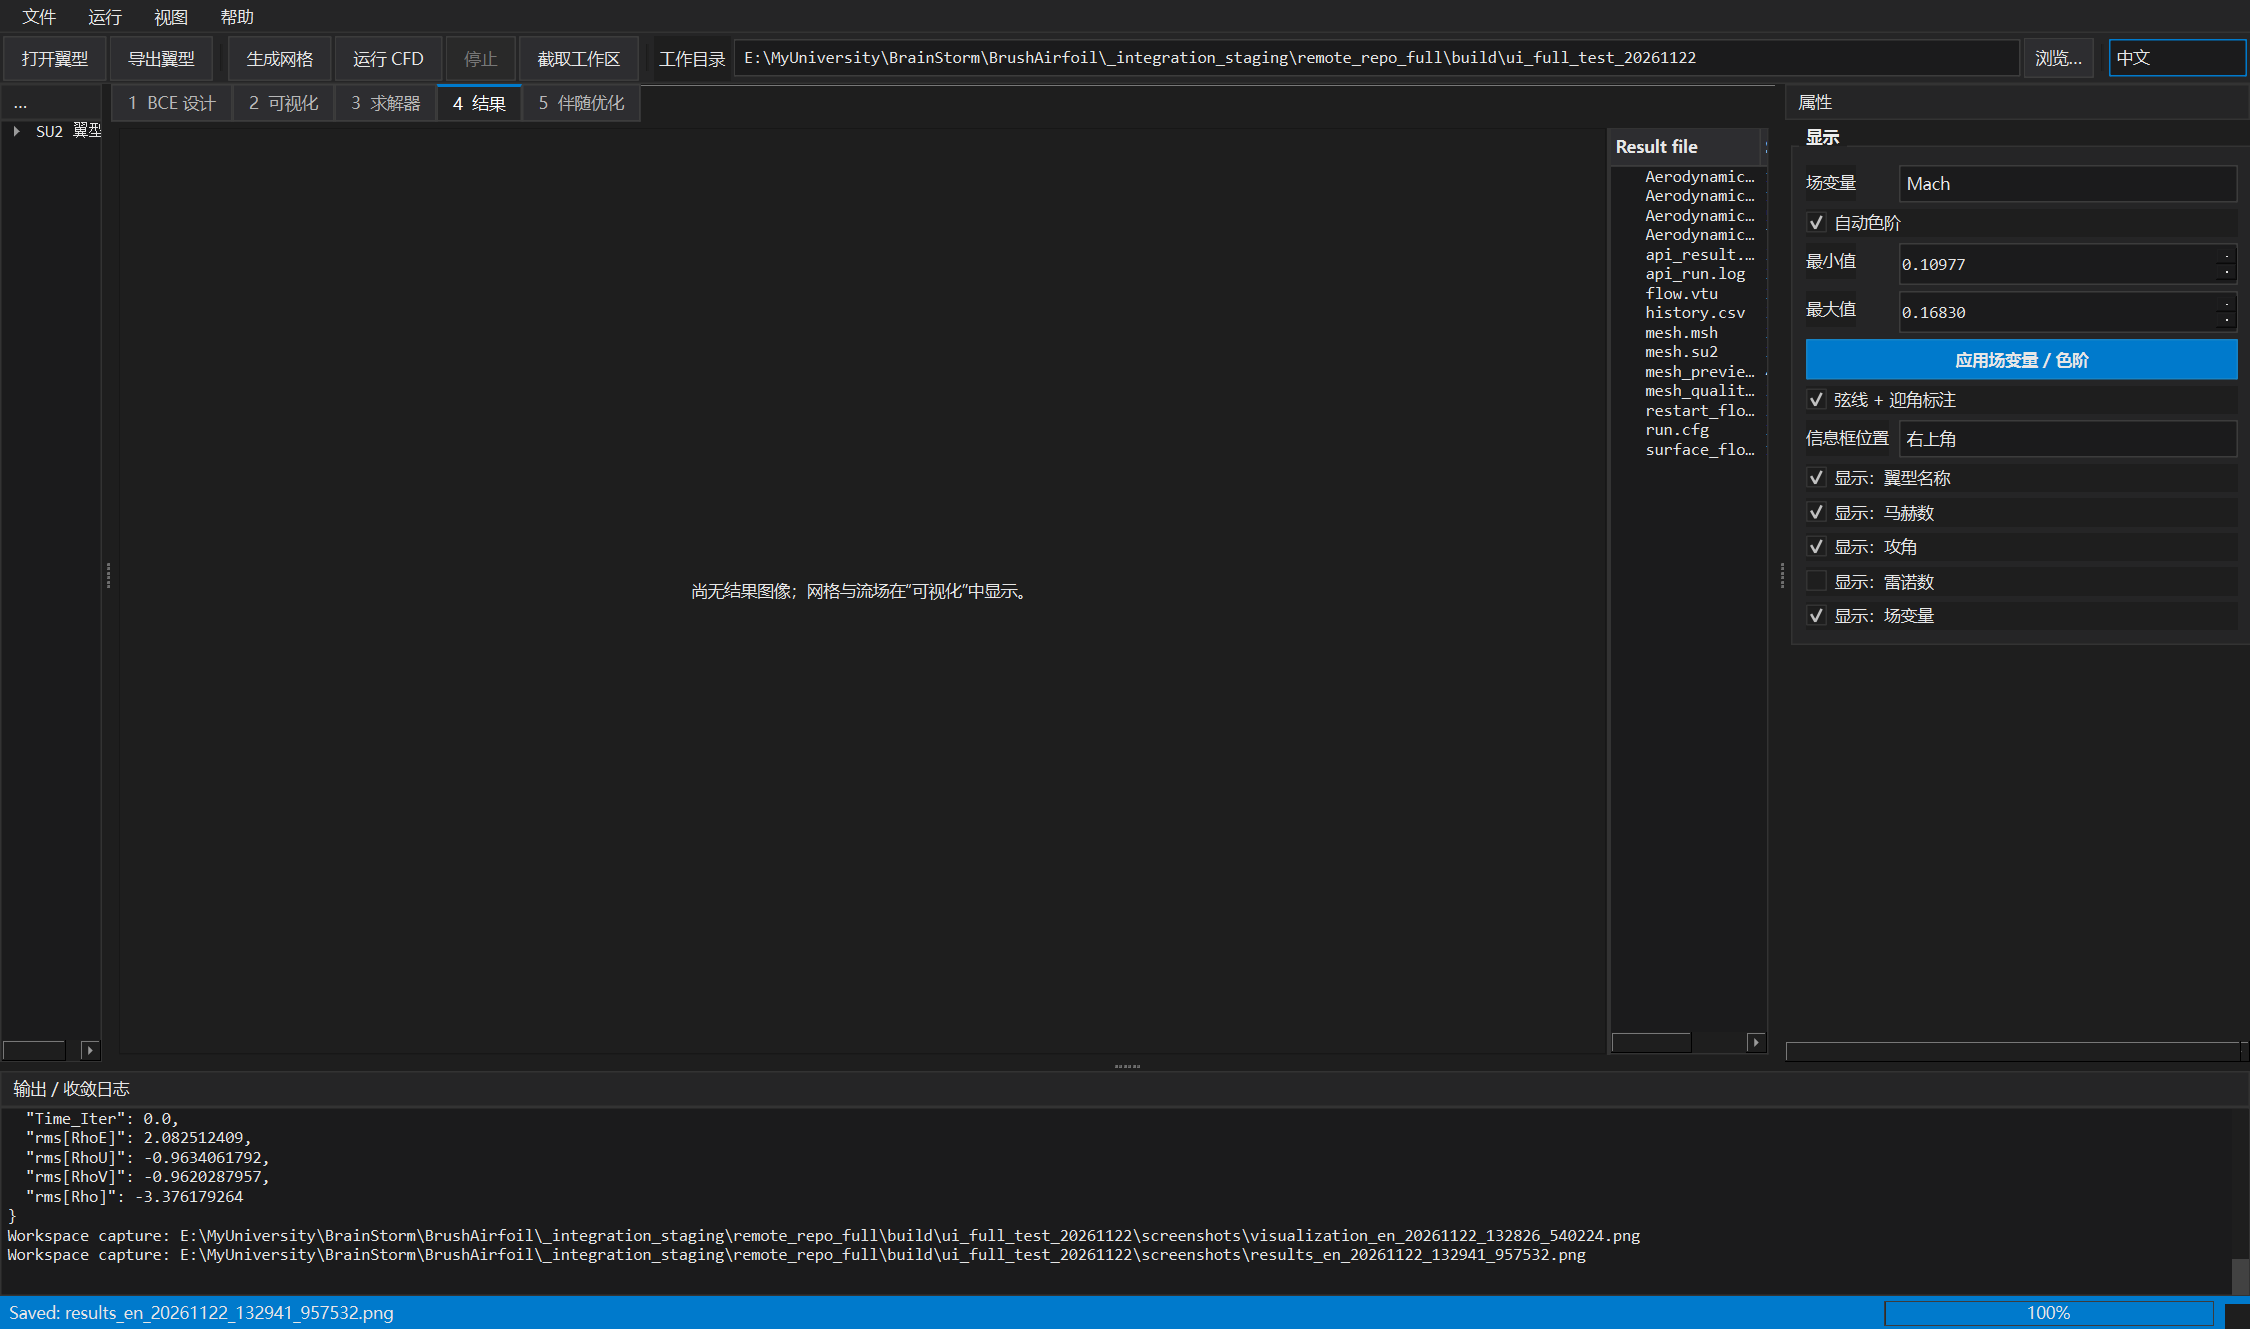 文件 运行 视图 帮助
打开翼型 导出翼型 生成网格 运行 CFD 停止 截取工作区 工作目录 E:\MyUniversity\BrainStorm\BrushAirfoil\_integration_staging\remote_repo_full\build\ui_full_test_20261122 浏览... 中文
...
SU2 翼型
1 BCE 设计 2 可视化 3 求解器 4 结果 5 伴随优化
尚无结果图像；网格与流场在“可视化”中显示。
Result file
Aerodynamic...
Aerodynamic...
Aerodynamic...
Aerodynamic...
api_result....
api_run.log
flow.vtu
history.csv
mesh.msh
mesh.su2
mesh_previe...
mesh_qualit...
restart_flo...
run.cfg
surface_flo...
属性
显示
场变量 Mach
自动色阶
最小值 0.10977
最大值 0.16830
应用场变量 / 色阶
弦线 + 迎角标注
信息框位置 右上角
显示：翼型名称
显示：马赫数
显示：攻角
显示：雷诺数
显示：场变量
输出 / 收敛日志
"Time_Iter": 0.0,
"rms[RhoE]": 2.082512409,
"rms[RhoU]": -0.9634061792,
"rms[RhoV]": -0.9620287957,
"rms[Rho]": -3.376179264
}
Workspace capture: E:\MyUniversity\BrainStorm\BrushAirfoil\_integration_staging\remote_repo_full\build\ui_full_test_20261122\screenshots\visualization_en_20261122_132826_540224.png
Workspace capture: E:\MyUniversity\BrainStorm\BrushAirfoil\_integration_staging\remote_repo_full\build\ui_full_test_20261122\screenshots\results_en_20261122_132941_957532.png
Saved: results_en_20261122_132941_957532.png 100%